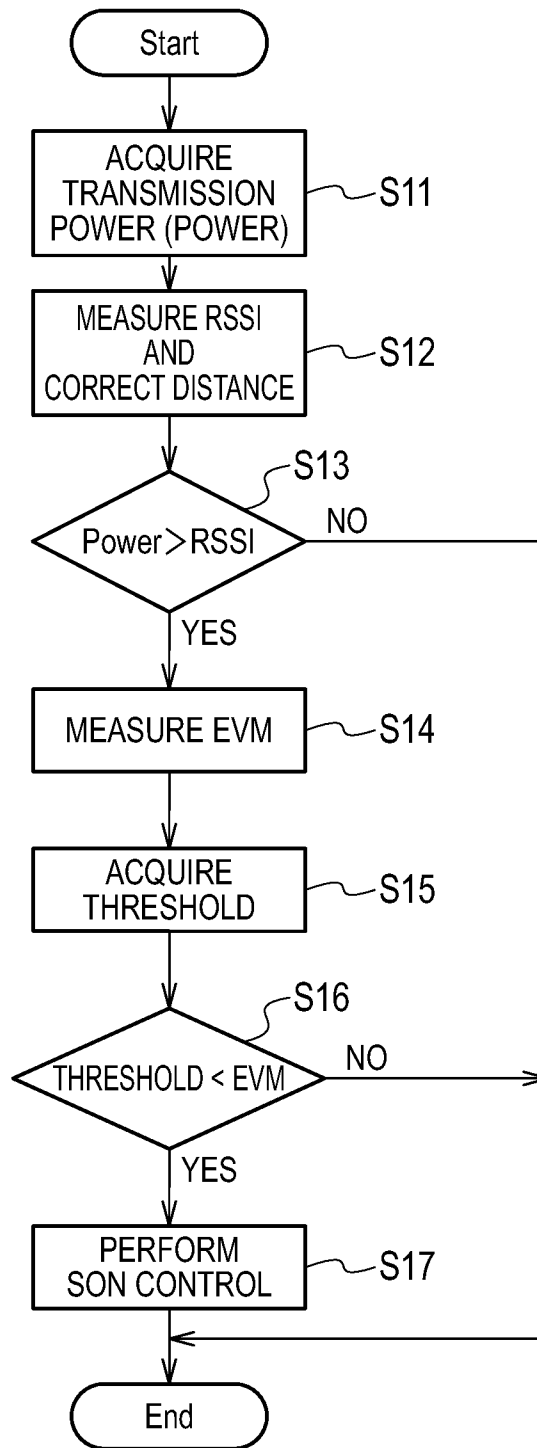 Start
ACQUIRE
TRANSMISSION
POWER (POWER)
S11
MEASURE RSSI
AND
CORRECT DISTANCE
S12
S13
Power＞RSSI
NO
YES
MEASURE EVM
S14
ACQUIRE
THRESHOLD
S15
S16
THRESHOLD < EVM
NO
YES
PERFORM
SON CONTROL
S17
End